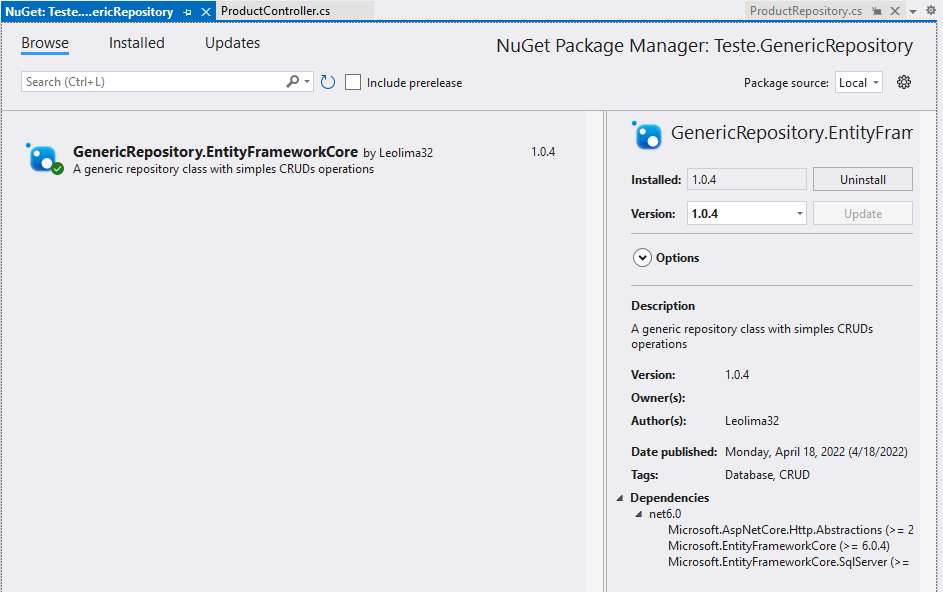 NuGet: Teste....ericRepository
ProductController.cs
ProductRepository.cs
Browse
Installed
Updates
NuGet Package Manager: Teste.GenericRepository
Search (Ctrl+L)
Include prerelease
Package source: Local
GenericRepository.EntityFrameworkCore by Leolima32
1.0.4
A generic repository class with simples CRUDs operations
GenericRepository.EntityFram
Installed: 1.0.4 Uninstall
Version: 1.0.4 Update
Options
Description
A generic repository class with simples CRUDs
operations
Version: 1.0.4
Owner(s):
Author(s): Leolima32
Date published: Monday, April 18, 2022 (4/18/2022)
Tags: Database, CRUD
Dependencies
net6.0
Microsoft.AspNetCore.Http.Abstractions (>= 2
Microsoft.EntityFrameworkCore (>= 6.0.4)
Microsoft.EntityFrameworkCore.SqlServer (>=